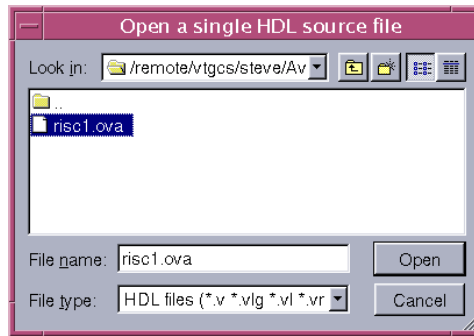 Open a single HDL source file
Look in: /remote/vtgcs/steve/Av
..
risc1.ova
File name: risc1.ova Open
File type: HDL files (*.v *.vlg *.vl *.vr Cancel